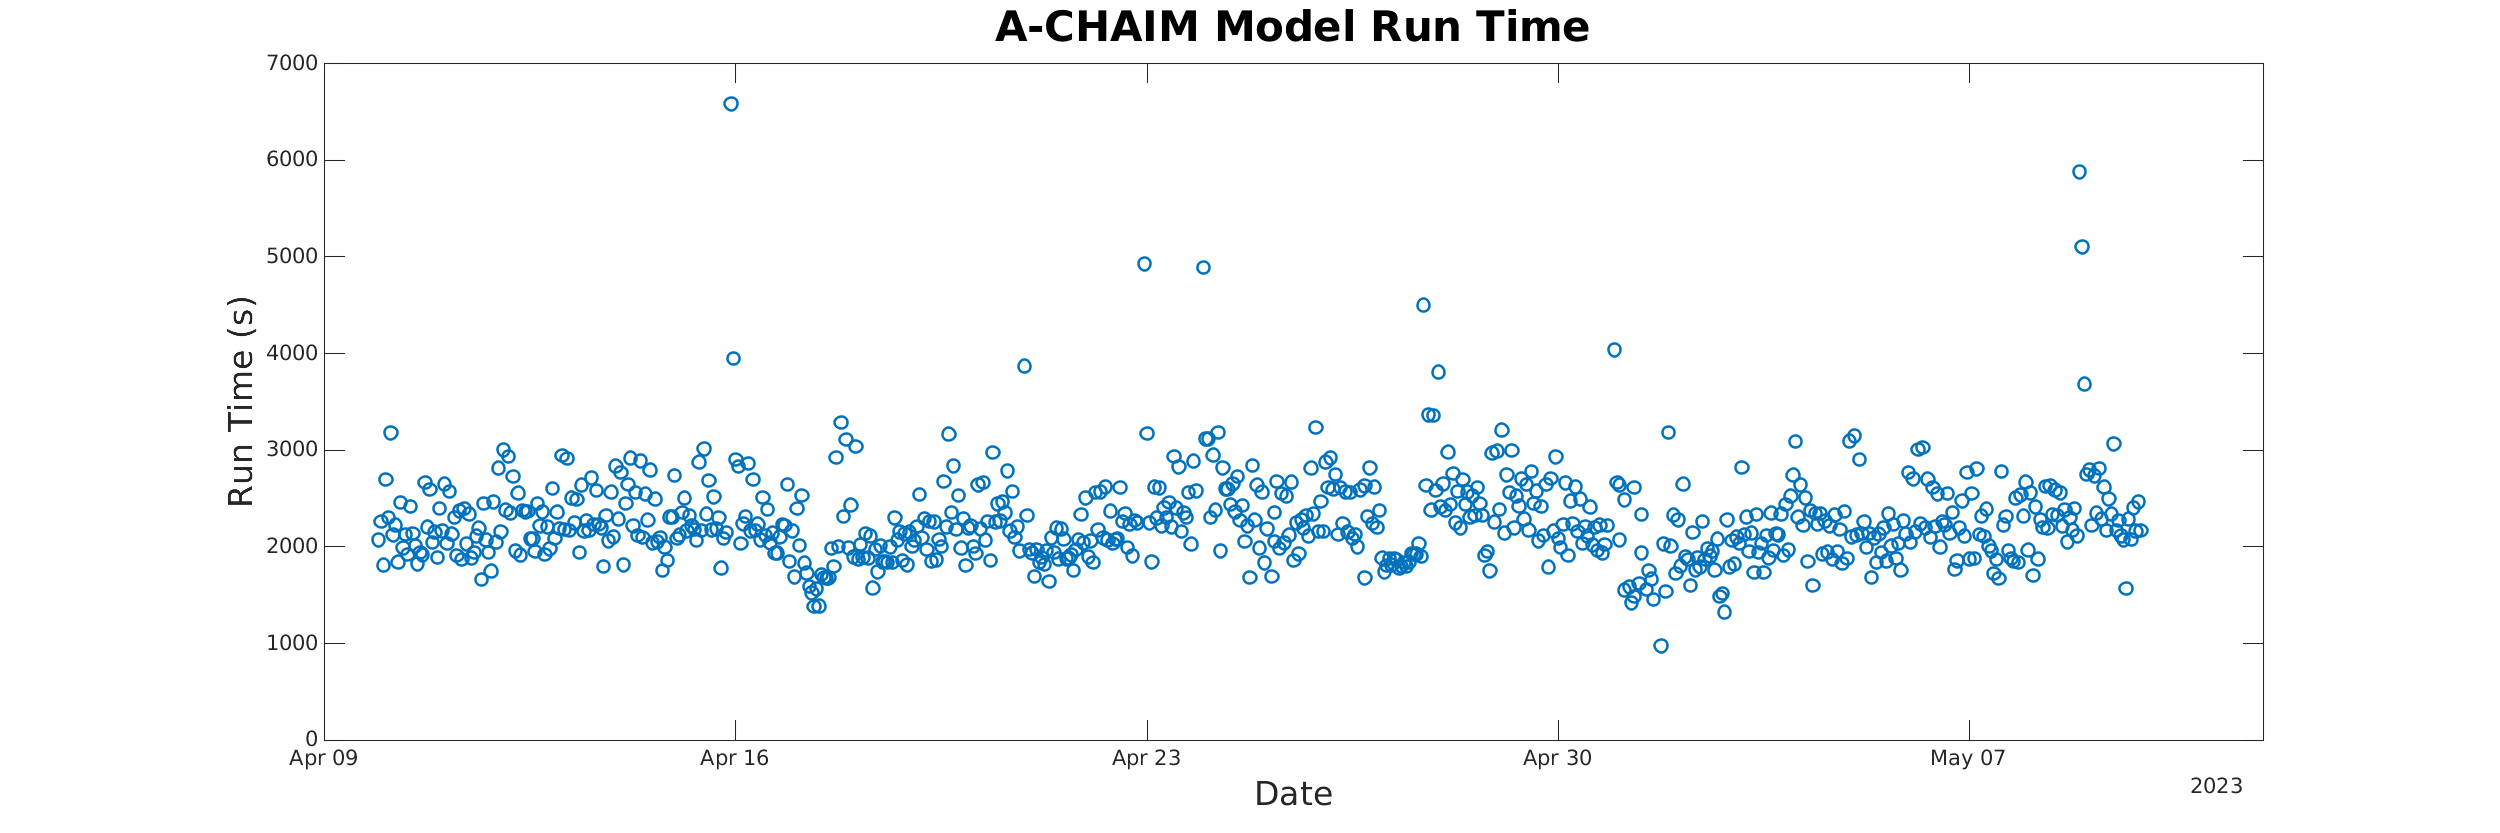 A-CHAIM Model Run Time
7000
6000
5000
4000
3000
2000
1000
0
Run Time (s)
Apr 09 Apr 16 Apr 23 Apr 30 May 07
2023
Date